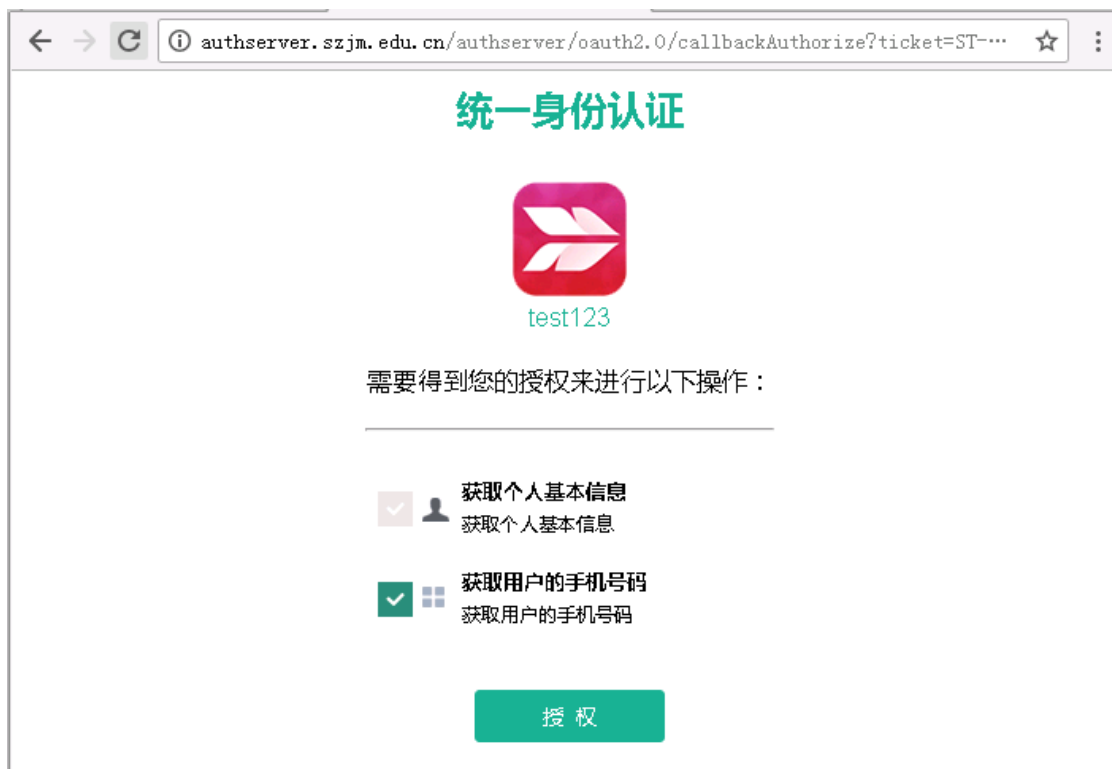 authserver.szjm.edu.cn/authserver/oauth2.0/callbackAuthorize?ticket=ST-···
统一身份认证
test123
需要得到您的授权来进行以下操作：
获取个人基本信息
获取个人基本信息
获取用户的手机号码
获取用户的手机号码
授 权